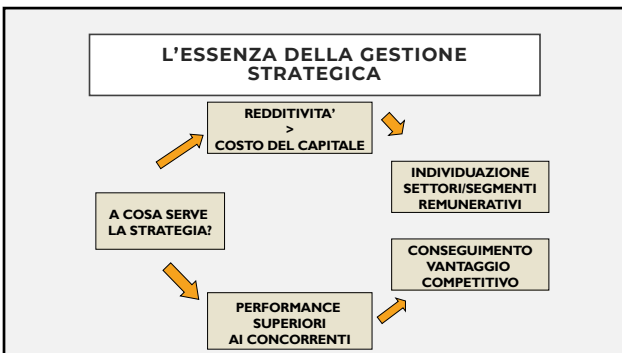 L’ESSENZA DELLA GESTIONE
STRATEGICA
REDDITIVITA’
>
COSTO DEL CAPITALE
INDIVIDUAZIONE
SETTORI/SEGMENTI
REMUNERATIVI
A COSA SERVE
LA STRATEGIA?
CONSEGUIMENTO
VANTAGGIO
COMPETITIVO
PERFORMANCE
SUPERIORI
AI CONCORRENTI